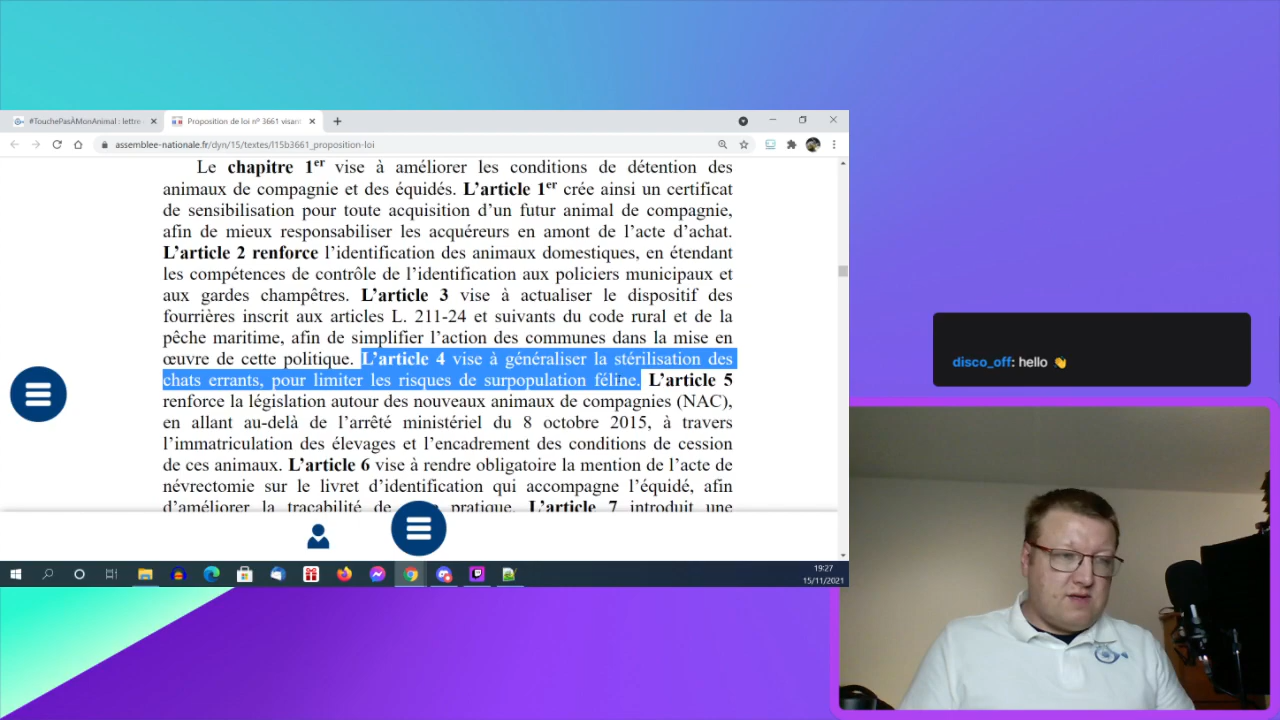 #TouchePasÀMonAnimal : lettre
Proposition de loi nº 3661 visant
assemblee-nationale.fr/dyn/15/textes/l15b3661_proposition-loi
Le chapitre 1er vise à améliorer les conditions de détention des
animaux de compagnie et des équidés. L’article 1er crée ainsi un certificat
de sensibilisation pour toute acquisition d’un futur animal de compagnie,
afin de mieux responsabiliser les acquéreurs en amont de l’acte d’achat.
L’article 2 renforce l’identification des animaux domestiques, en étendant
les compétences de contrôle de l’identification aux policiers municipaux et
aux gardes champêtres. L’article 3 vise à actualiser le dispositif des
fourrières inscrit aux articles L. 211-24 et suivants du code rural et de la
pêche maritime, afin de simplifier l’action des communes dans la mise en
œuvre de cette politique. L’article 4 vise à généraliser la stérilisation des
chats errants, pour limiter les risques de surpopulation féline. L’article 5
renforce la législation autour des nouveaux animaux de compagnies (NAC),
en allant au-delà de l’arrêté ministériel du 8 octobre 2015, à travers
l’immatriculation des élevages et l’encadrement des conditions de cession
de ces animaux. L’article 6 vise à rendre obligatoire la mention de l’acte de
névrectomie sur le livret d’identification qui accompagne l’équidé, afin
d’améliorer la traçabilité de pratique. L’article 7 introduit une
19:27
15/11/2021
disco_off: hello 👋